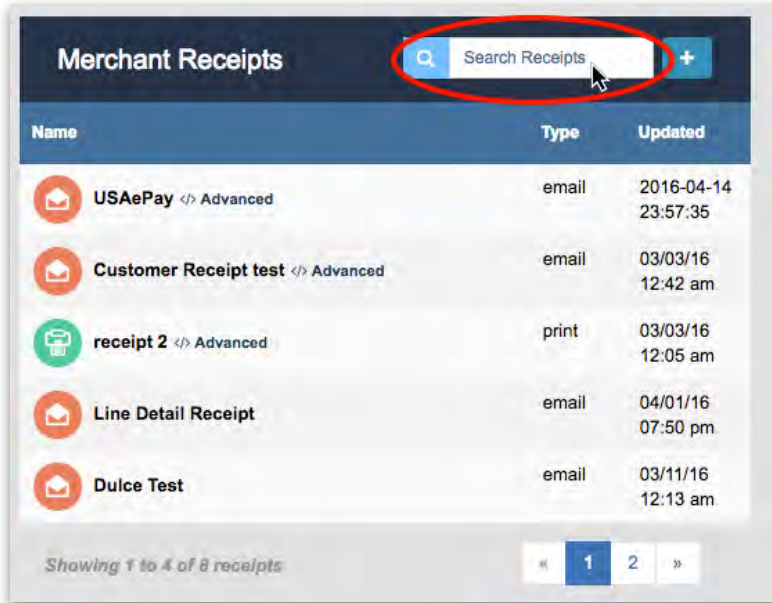 Merchant Receipts
Search Receipts
+
Name Type Updated
USAePay </> Advanced email 2016-04-14
23:57:35
Customer Receipt test </> Advanced email 03/03/16
12:42 am
receipt 2 </> Advanced print 03/03/16
12:05 am
Line Detail Receipt email 04/01/16
07:50 pm
Dulce Test email 03/11/16
12:13 am
Showing 1 to 4 of 8 receipts « 1 2 »